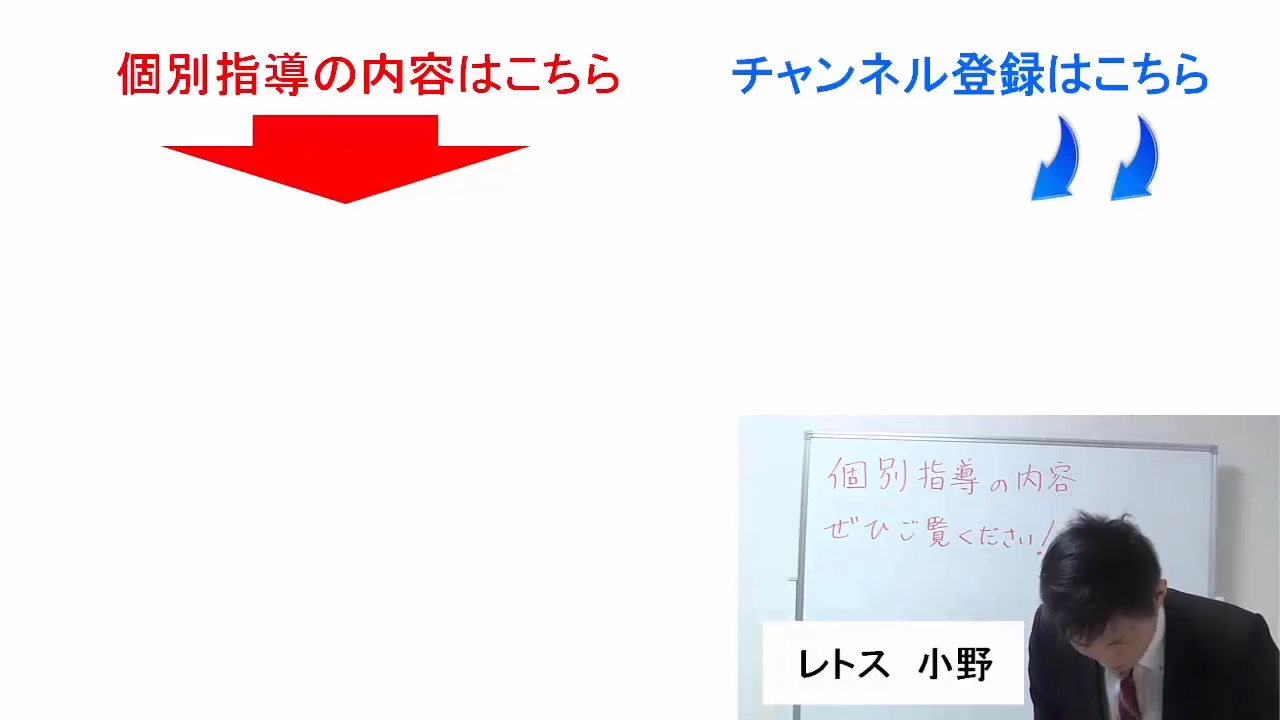 個別指導の内容はこちら
チャンネル登録はこちら
個別指導の内容
ぜひご覧ください!
レトス 小野